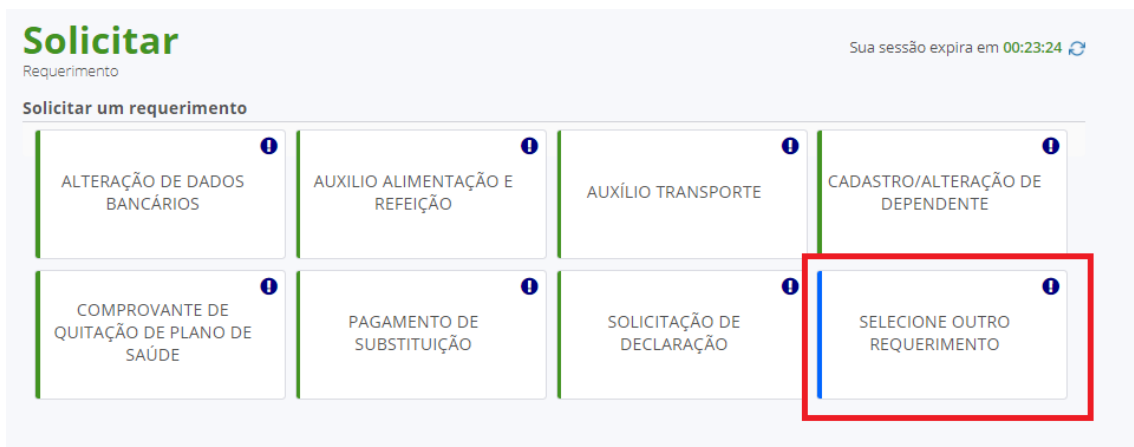 Solicitar
Sua sessão expira em 00:23:24
Requerimento
Solicitar um requerimento
ALTERAÇÃO DE DADOS
BANCÁRIOS
AUXILIO ALIMENTAÇÃO E
REFEIÇÃO
AUXÍLIO TRANSPORTE
CADASTRO/ALTERAÇÃO DE
DEPENDENTE
COMPROVANTE DE
QUITAÇÃO DE PLANO DE
SAÚDE
PAGAMENTO DE
SUBSTITUIÇÃO
SOLICITAÇÃO DE
DECLARAÇÃO
SELECIONE OUTRO
REQUERIMENTO